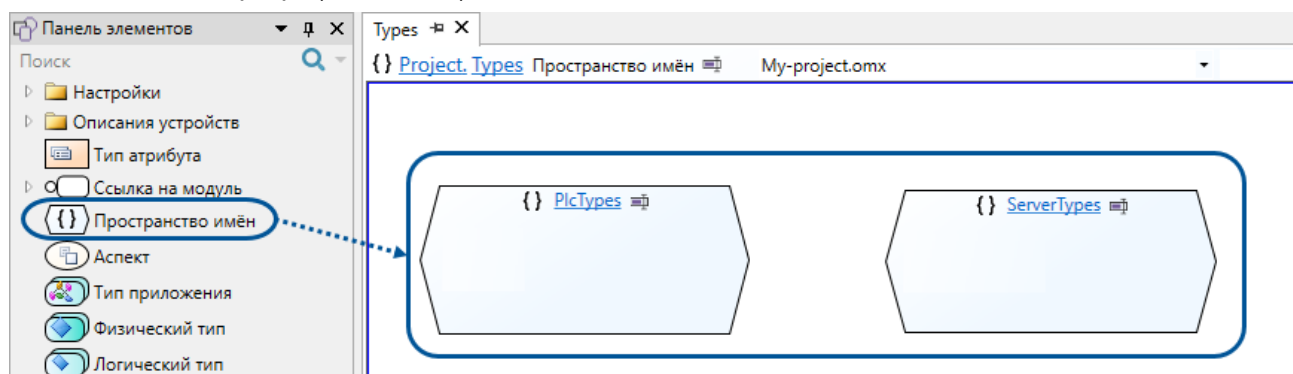 Панель элементов
Types
Поиск
{ } Project. Types Пространство имён My-project.omx
Настройки
Описания устройств
Тип атрибута
Ссылка на модуль
{ } Пространство имён
Аспект
Тип приложения
Физический тип
Логический тип
{ } PlcTypes
{ } ServerTypes